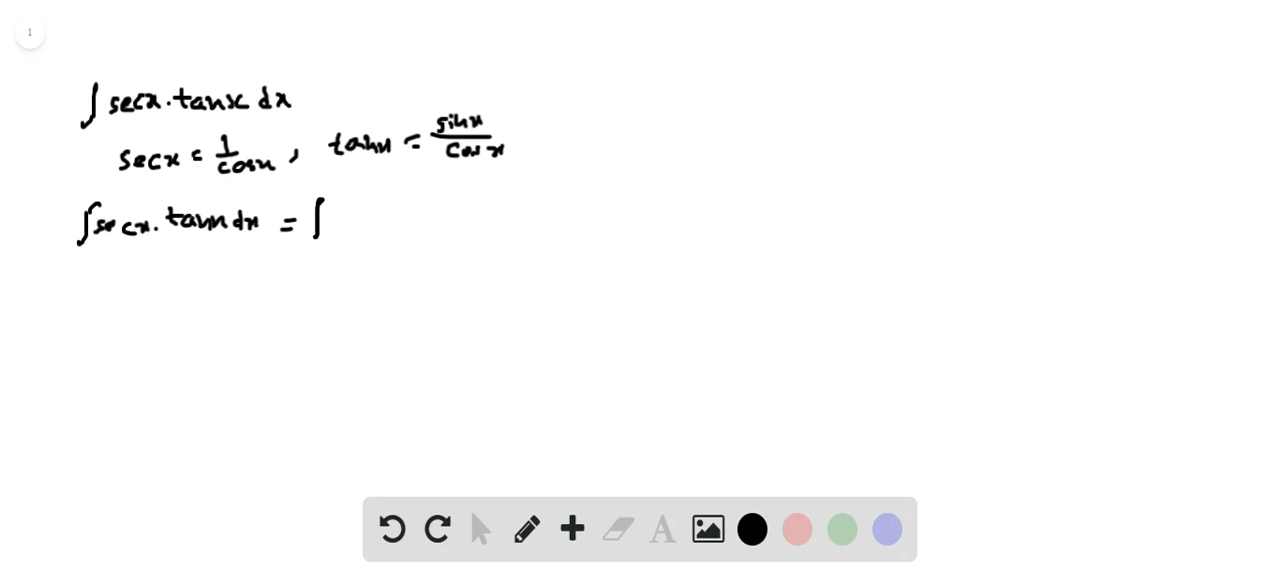 1
∫ secx · tanx dx
secx = 1/cosx , tanx = sinx/cosx
∫ secx · tanx dx = ∫
A